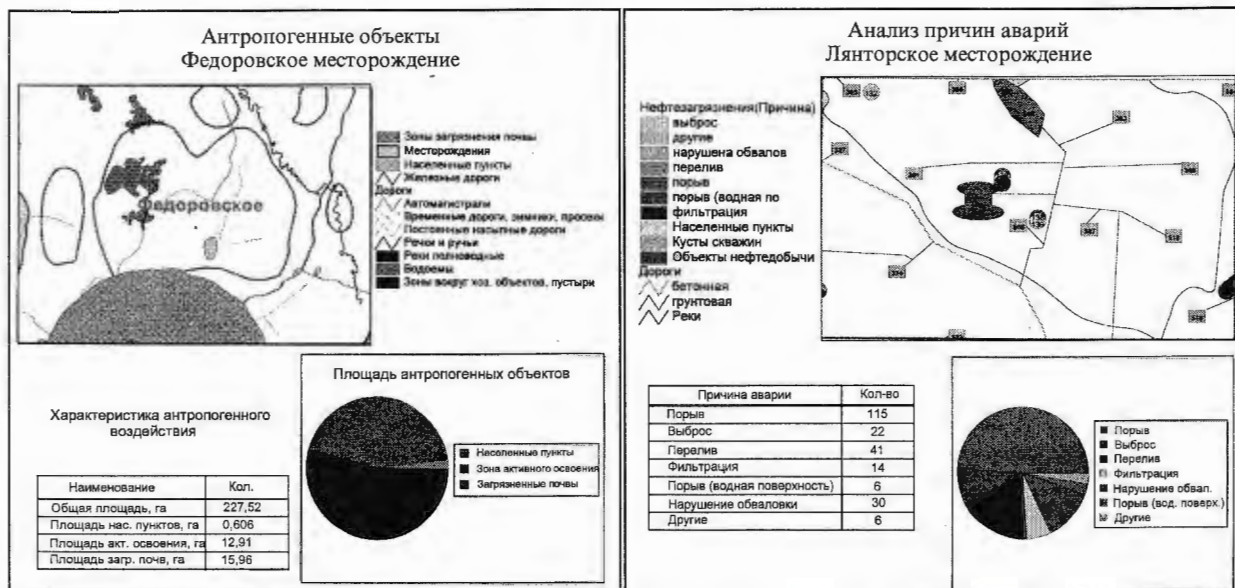 Антропогенные объекты
Федоровское месторождение
Федоровское
Зоны загрязнения почвы
Месторождения
Населенные пункты
Железные дороги
Дороги
Автомагистрали
Временные дороги, зимники, просеки
Постоянные насыпные дороги
Речки и ручьи
Реки полноводные
Водоемы
Зоны вокруг хоз. объектов, пустыри
Характеристика антропогенного
воздействия
Наименование Кол.
Общая площадь, га 227,52
Площадь нас. пунктов, га 0,606
Площадь акт. освоения, га 12,91
Площадь загр. почв, га 15,96
Площадь антропогенных объектов
Населенные пункты
Зона активного освоения
Загрязненные почвы
Анализ причин аварий
Лянторское месторождение
Нефтезагрязнения(Причина)
выброс
другие
нарушена обвалов
перелив
порыв
порыв (водная по
фильтрация
Населенные пункты
Кусты скважин
Объекты нефтедобычи
Дороги
бетонная
грунтовая
Реки
Причина аварии Кол-во
Порыв 115
Выброс 22
Перелив 41
Фильтрация 14
Порыв (водная поверхность) 6
Нарушение обваловки 30
Другие 6
Порыв
Выброс
Перелив
Фильтрация
Нарушение обвал.
Порыв (вод. поверх.)
Другие